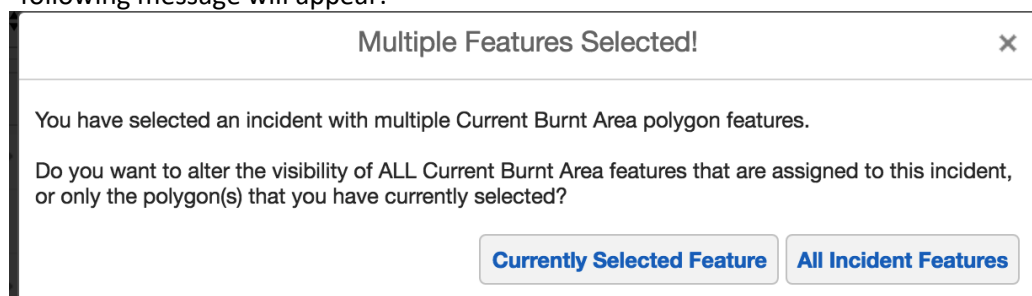 following message will appear:
Multiple Features Selected!
×
You have selected an incident with multiple Current Burnt Area polygon features.
Do you want to alter the visibility of ALL Current Burnt Area features that are assigned to this incident,
or only the polygon(s) that you have currently selected?
Currently Selected Feature All Incident Features